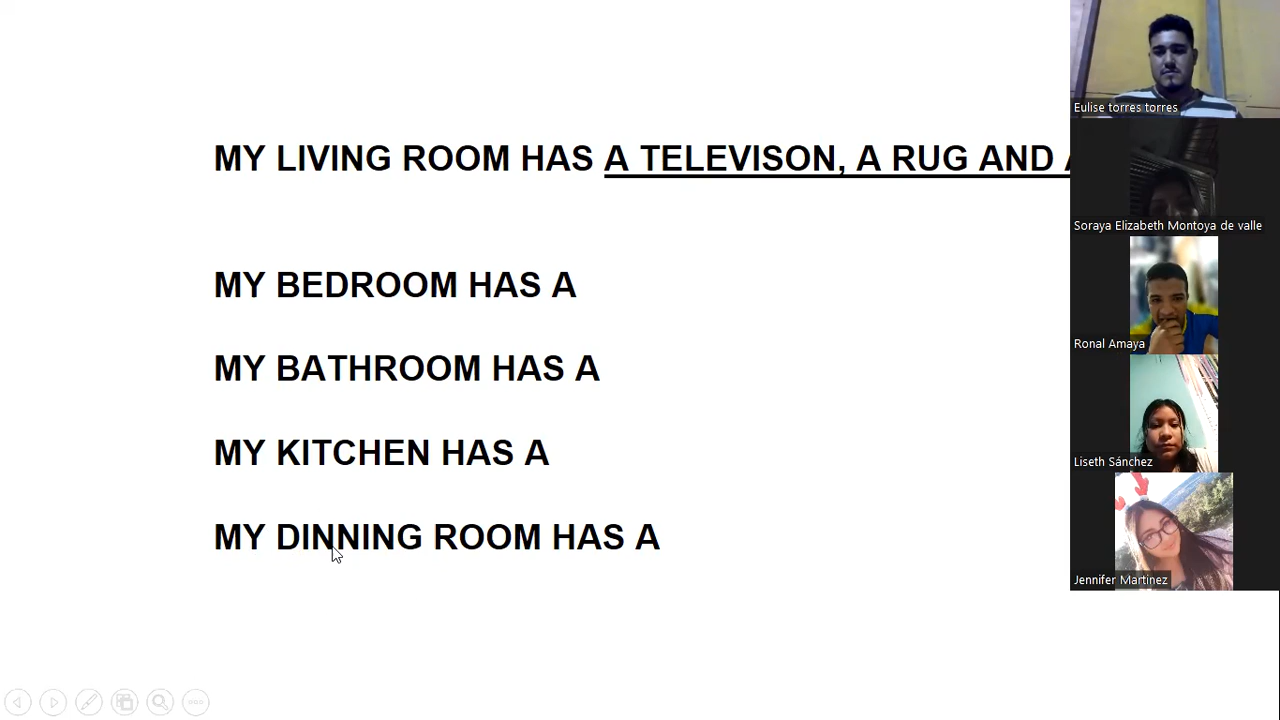 MY LIVING ROOM HAS A TELEVISON, A RUG AND
MY BEDROOM HAS A
MY BATHROOM HAS A
MY KITCHEN HAS A
MY DINNING ROOM HAS A
Eulise torres torres
Soraya Elizabeth Montoya de valle
Ronal Amaya
Liseth Sánchez
Jennifer Martinez